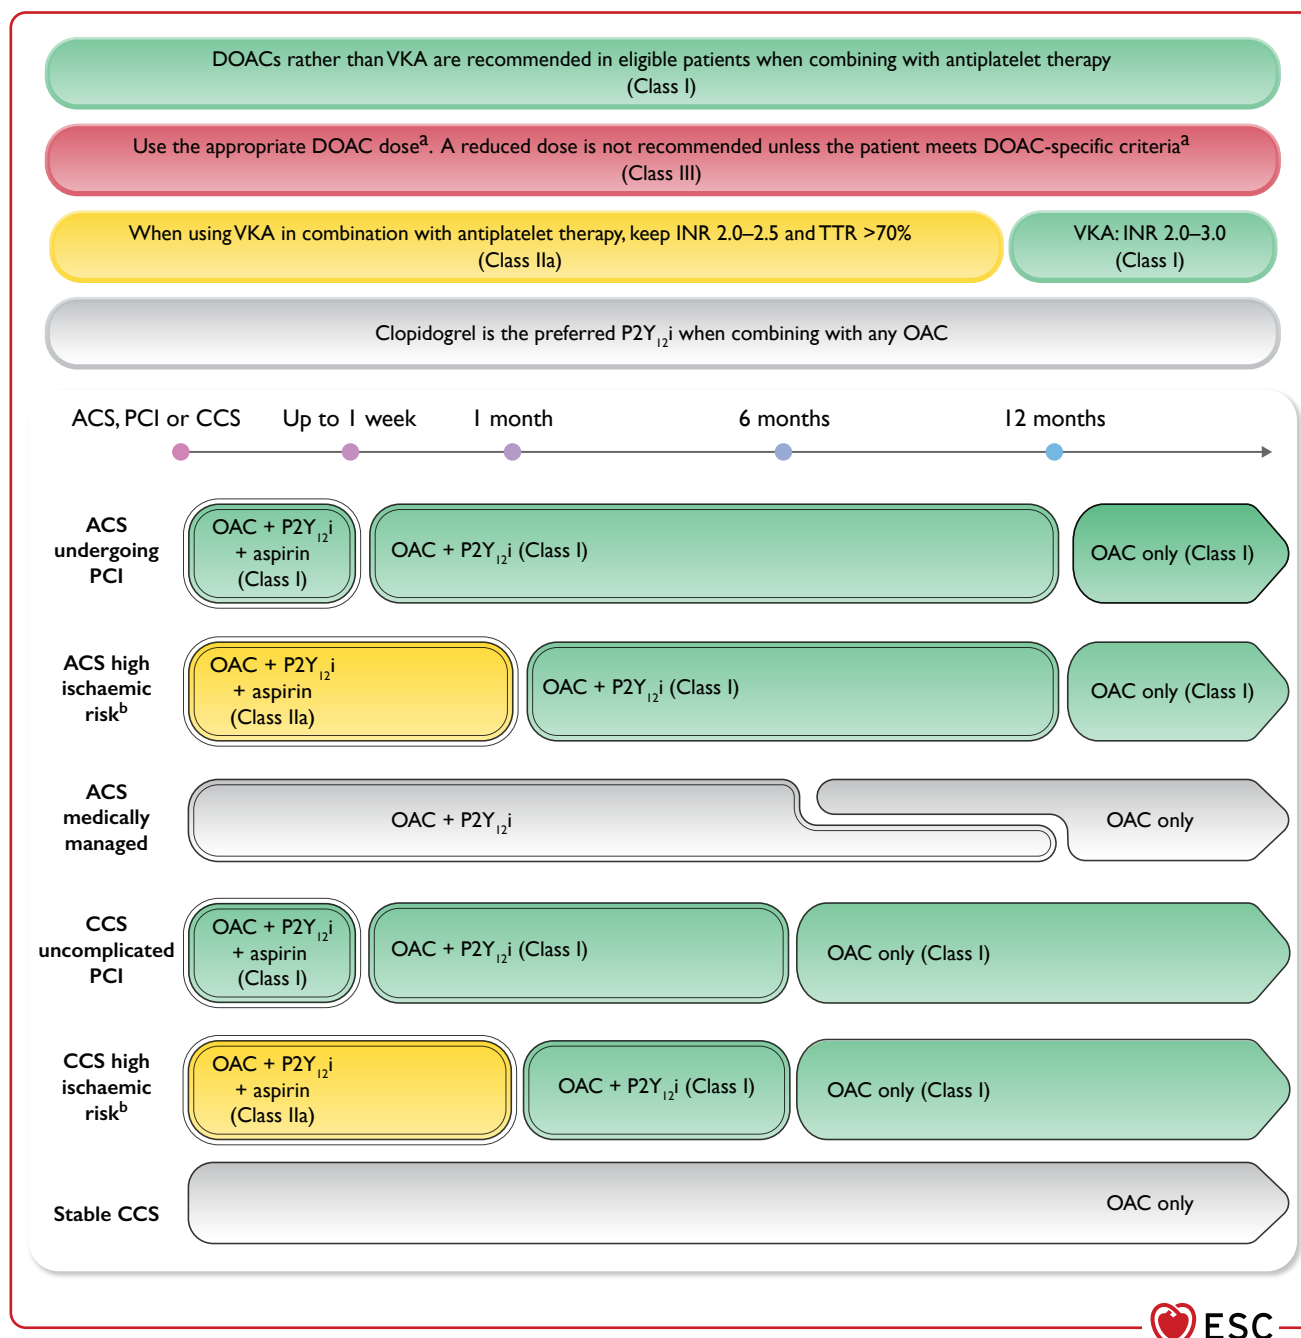 DOACs rather than VKA are recommended in eligible patients when combining with antiplatelet therapy
(Class I)
Use the appropriate DOAC doseᵃ. A reduced dose is not recommended unless the patient meets DOAC-specific criteriaᵃ
(Class III)
When using VKA in combination with antiplatelet therapy, keep INR 2.0–2.5 and TTR >70%
(Class IIa)
VKA: INR 2.0–3.0
(Class I)
Clopidogrel is the preferred P2Y₁₂i when combining with any OAC
ACS, PCI or CCS
Up to 1 week
1 month
6 months
12 months
ACS
undergoing
PCI
OAC + P2Y₁₂i
+ aspirin
(Class I)
OAC + P2Y₁₂i (Class I)
OAC only (Class I)
ACS high
ischaemic
riskᵇ
OAC + P2Y₁₂i
+ aspirin
(Class IIa)
OAC + P2Y₁₂i (Class I)
OAC only (Class I)
ACS
medically
managed
OAC + P2Y₁₂i
OAC only
CCS
uncomplicated
PCI
OAC + P2Y₁₂i
+ aspirin
(Class I)
OAC + P2Y₁₂i (Class I)
OAC only (Class I)
CCS high
ischaemic
riskᵇ
OAC + P2Y₁₂i
+ aspirin
(Class IIa)
OAC + P2Y₁₂i (Class I)
OAC only (Class I)
Stable CCS
OAC only
ESC